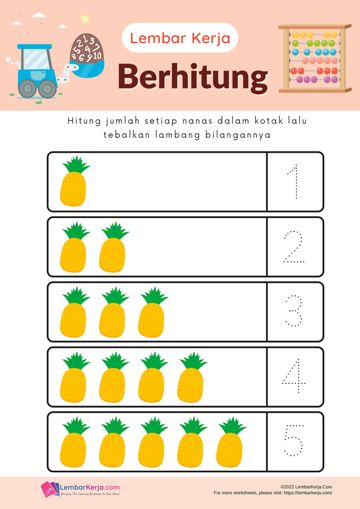 Lembar Kerja
Berhitung
Hitung jumlah setiap nanas dalam kotak lalu
tebalkan lambang bilangannya
1
2
3
4
5
LembarKerja.com
©2022 LembarKerja.Com
For more worksheets, please visit: https://lembarkerja.com/